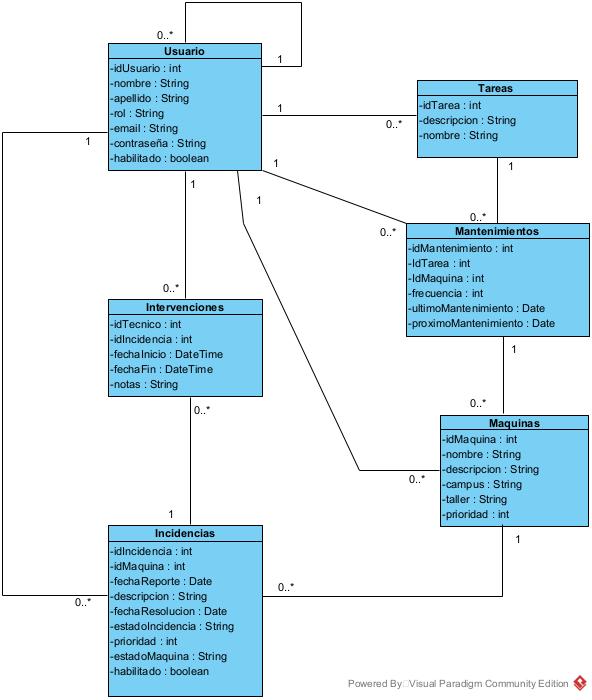 0..*
Usuario
1
-idUsuario : int
-nombre : String
-apellido : String
-rol : String
-email : String
-contraseña : String
-habilitado : boolean
1
0..*
Tareas
-idTarea : int
-descripcion : String
-nombre : String
1
1
1
1
1
0..*
0..*
Mantenimientos
-idMantenimiento : int
-IdTarea : int
-IdMaquina : int
-frecuencia : int
-ultimoMantenimiento : Date
-proximoMantenimiento : Date
0..*
Intervenciones
-idTecnico : int
-idIncidencia : int
-fechaInicio : DateTime
-fechaFin : DateTime
-notas : String
1
0..*
0..*
Maquinas
-idMaquina : int
-nombre : String
-descripcion : String
-campus : String
-taller : String
-prioridad : int
0..*
1
1
Incidencias
-idIncidencia : int
-idMaquina : int
-fechaReporte : Date
-descripcion : String
-fechaResolucion : Date
-estadoIncidencia : String
-prioridad : int
-estadoMaquina : String
-habilitado : boolean
0..*
0..*
Powered By Visual Paradigm Community Edition